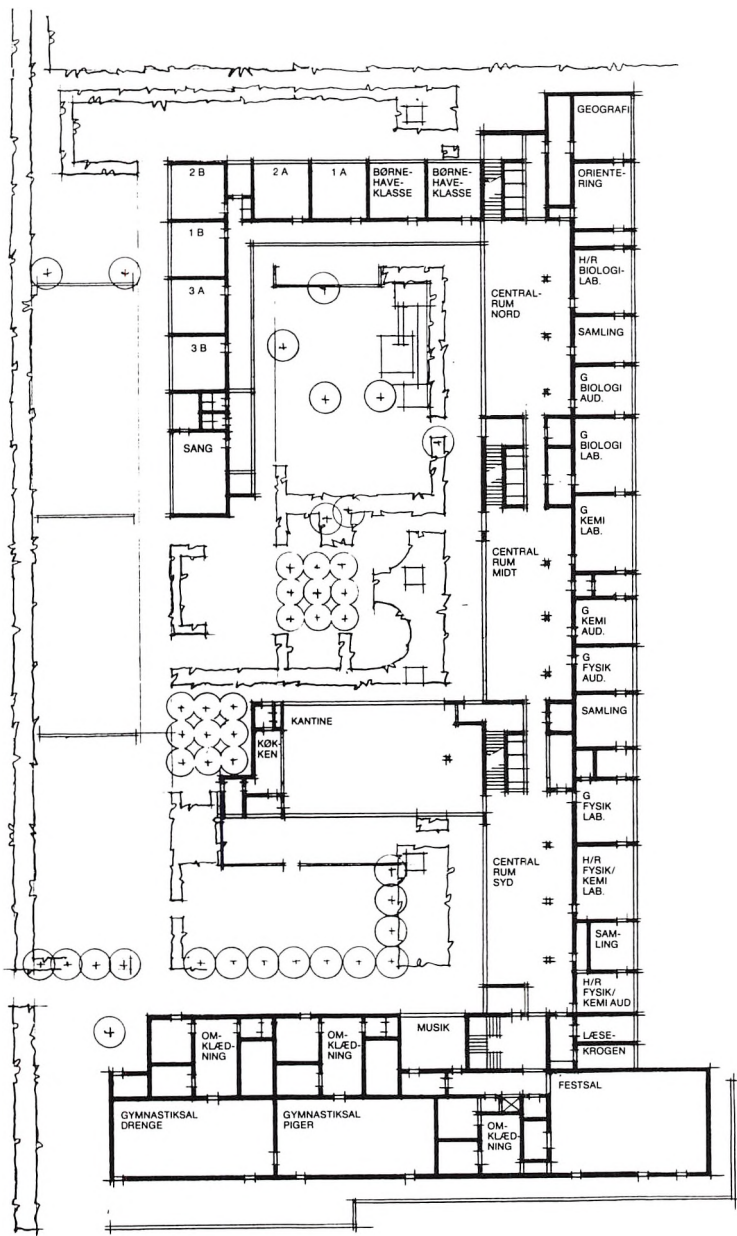 GEOGRAFI
2 B
2 A
1 A
BØRNE-
HAVE-
KLASSE
BØRNE-
HAVE-
KLASSE
ORIENTE-
RING
1 B
H/R
BIOLOGI-
LAB.
3 A
CENTRAL-
RUM
NORD
SAMLING
3 B
G
BIOLOGI
AUD.
SANG
G
BIOLOGI
LAB.
G
KEMI
LAB.
CENTRAL
RUM
MIDT
G
KEMI
AUD.
G
FYSIK
AUD.
SAMLING
KANTINE
KØK-
KEN
G
FYSIK
LAB.
CENTRAL
RUM
SYD
H/R
FYSIK/
KEMI
LAB.
SAM-
LING
H/R
FYSIK/
KEMI AUD
OM-
KLÆD-
NING
OM-
KLÆD-
NING
MUSIK
LÆSE-
KROGEN
FESTSAL
GYMNASTIKSAL
DRENGE
GYMNASTIKSAL
PIGER
OM-
KLÆD-
NING